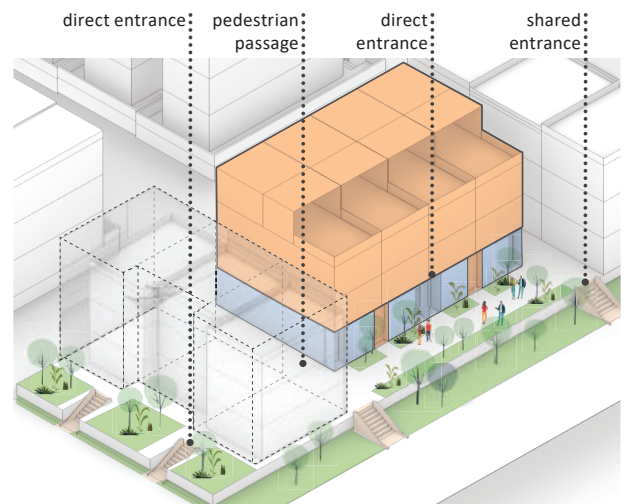 direct entrance
pedestrian
passage
direct
entrance
shared
entrance